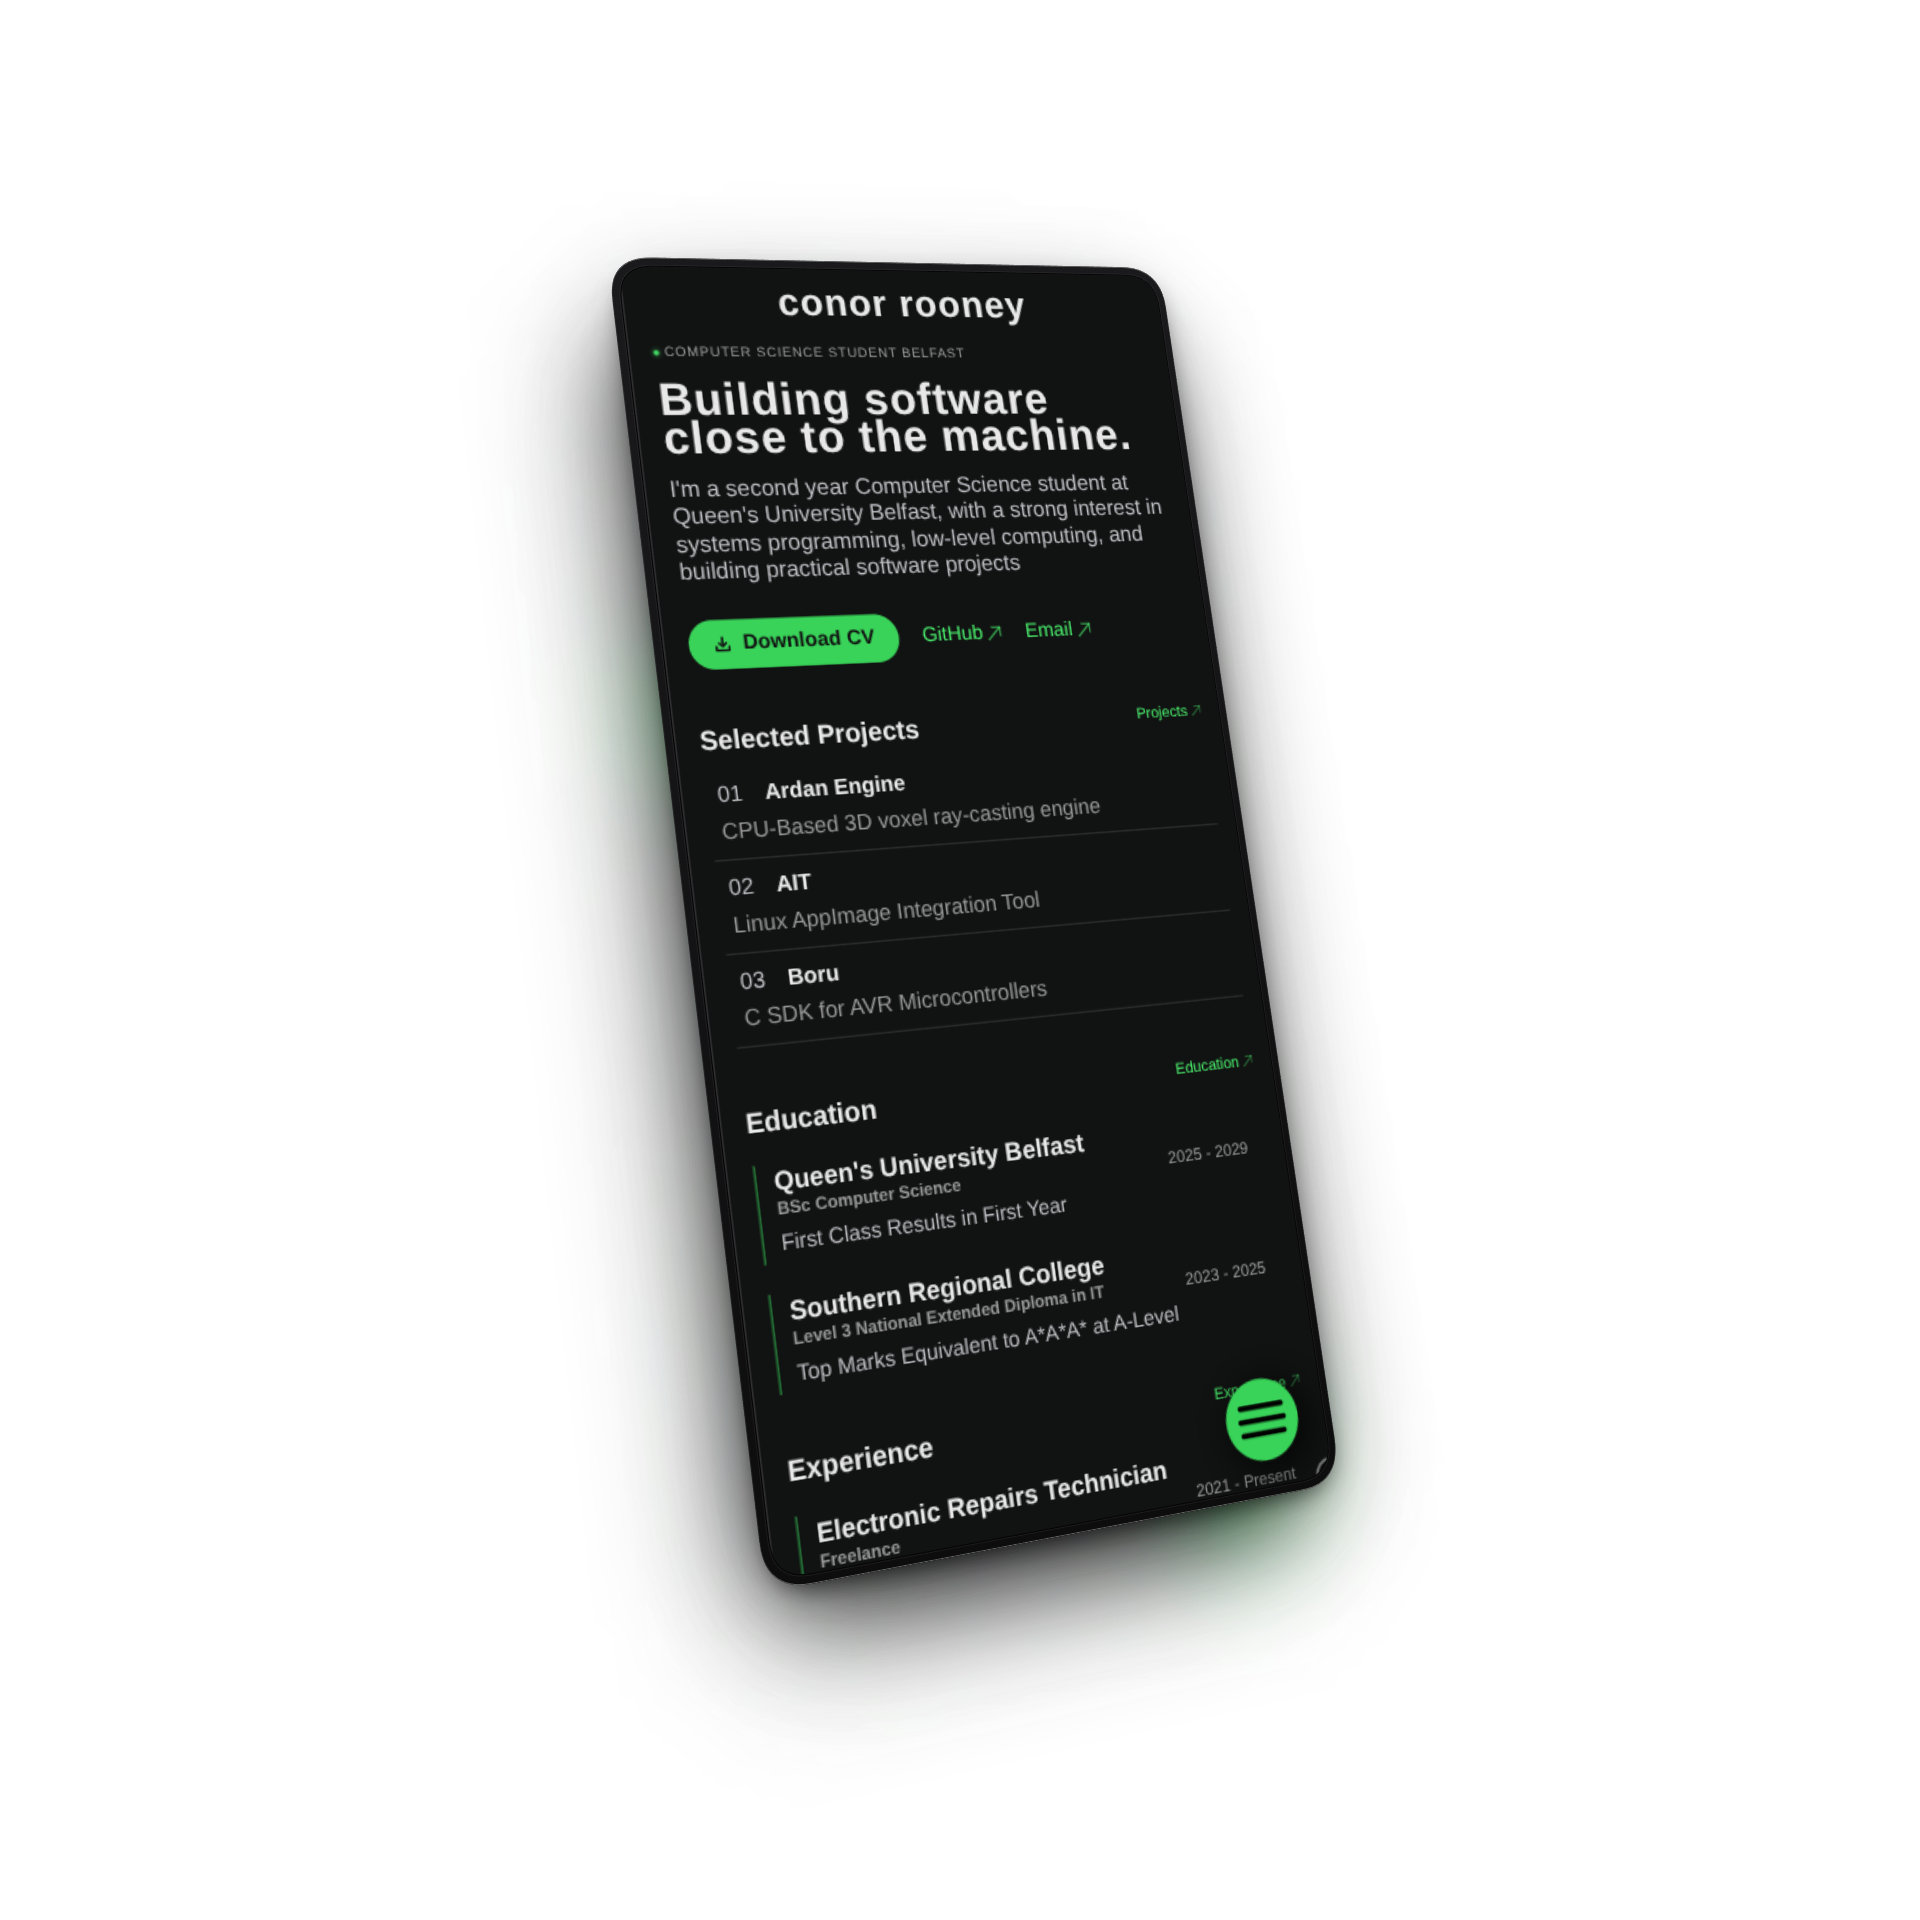 conor rooney
COMPUTER SCIENCE STUDENT BELFAST
Building software
close to the machine.
I'm a second year Computer Science student at
Queen's University Belfast, with a strong interest in
systems programming, low-level computing, and
building practical software projects
Download CV GitHub Email
Selected Projects Projects
01 Ardan Engine
CPU-Based 3D voxel ray-casting engine
02 AIT
Linux AppImage Integration Tool
03 Boru
C SDK for AVR Microcontrollers
Education Education
Queen's University Belfast 2025 - 2029
BSc Computer Science
First Class Results in First Year
Southern Regional College 2023 - 2025
Level 3 National Extended Diploma in IT
Top Marks Equivalent to A*A*A* at A-Level
Experience
Electronic Repairs Technician 2021 - Present
Freelance